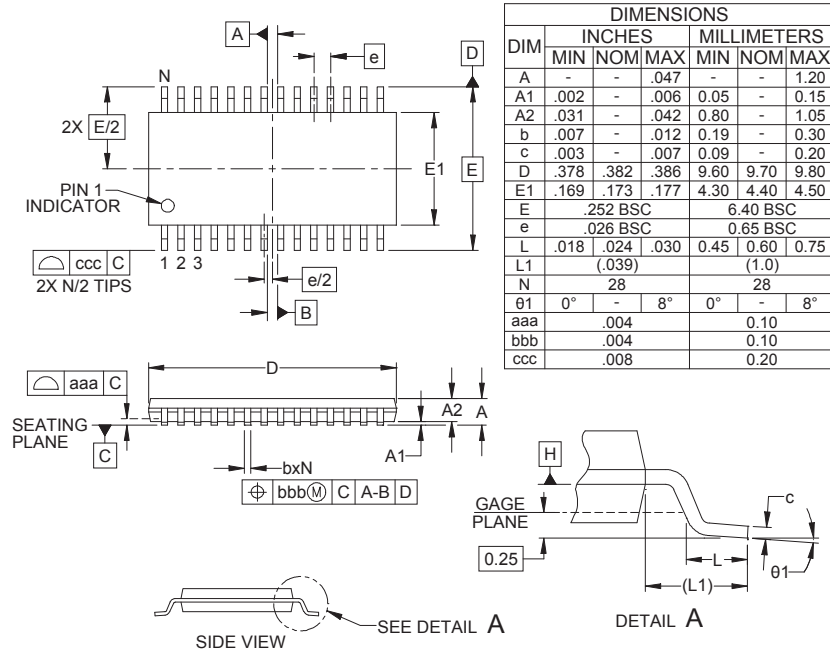 A
e
D
N
2X E/2
E1
E
PIN 1
INDICATOR
ccc C
1 2 3
2X N/2 TIPS
e/2
B
DIMENSIONS
DIM INCHES MILLIMETERS
MIN NOM MAX MIN NOM MAX
A - - .047 - - 1.20
A1 .002 - .006 0.05 - 0.15
A2 .031 - .042 0.80 - 1.05
b .007 - .012 0.19 - 0.30
c .003 - .007 0.09 - 0.20
D .378 .382 .386 9.60 9.70 9.80
E1 .169 .173 .177 4.30 4.40 4.50
E .252 BSC 6.40 BSC
e .026 BSC 0.65 BSC
L .018 .024 .030 0.45 0.60 0.75
L1 (.039) (1.0)
N 28 28
θ1 0° - 8° 0° - 8°
aaa .004 0.10
bbb .004 0.10
ccc .008 0.20
D
aaa C
SEATING
PLANE
C
A2 A
A1
bxN
bbb Ⓜ C A-B D
H
GAGE
PLANE
0.25
c
L
(L1)
θ1
DETAIL A
SIDE VIEW
SEE DETAIL A